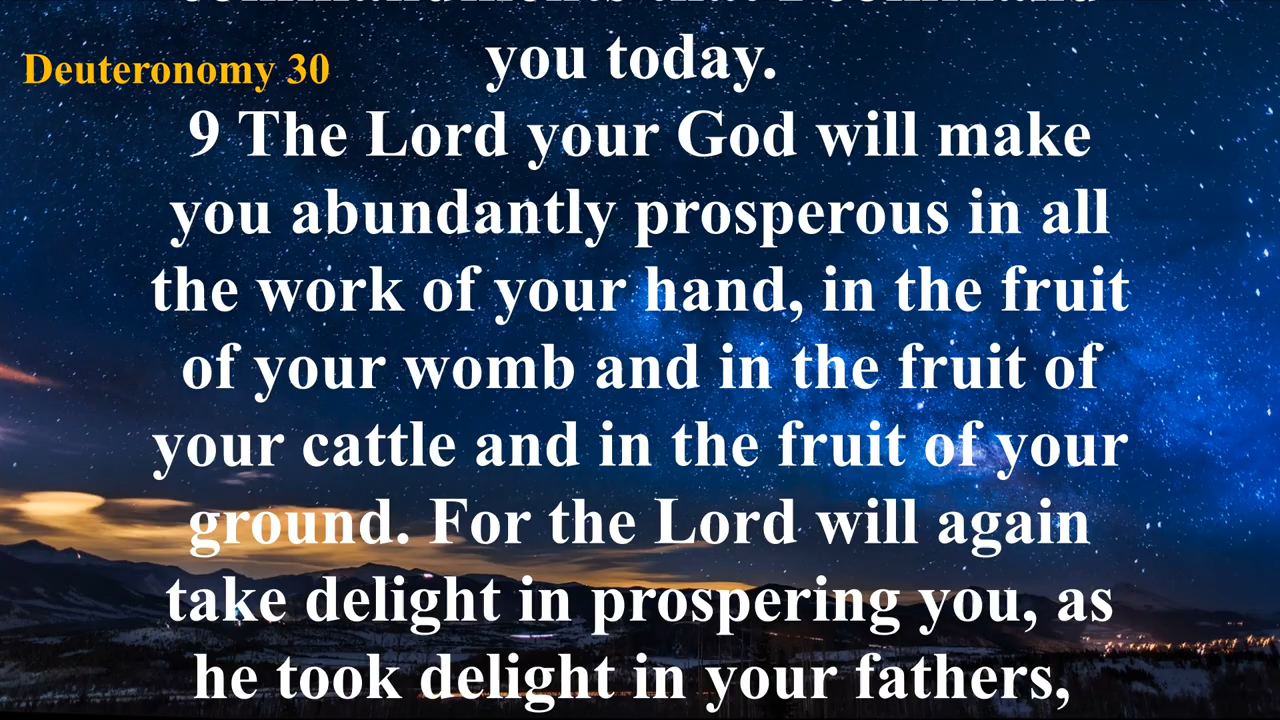 Deuteronomy 30
you today.
9 The Lord your God will make
you abundantly prosperous in all
the work of your hand, in the fruit
of your womb and in the fruit of
your cattle and in the fruit of your
ground. For the Lord will again
take delight in prospering you, as
he took delight in your fathers,